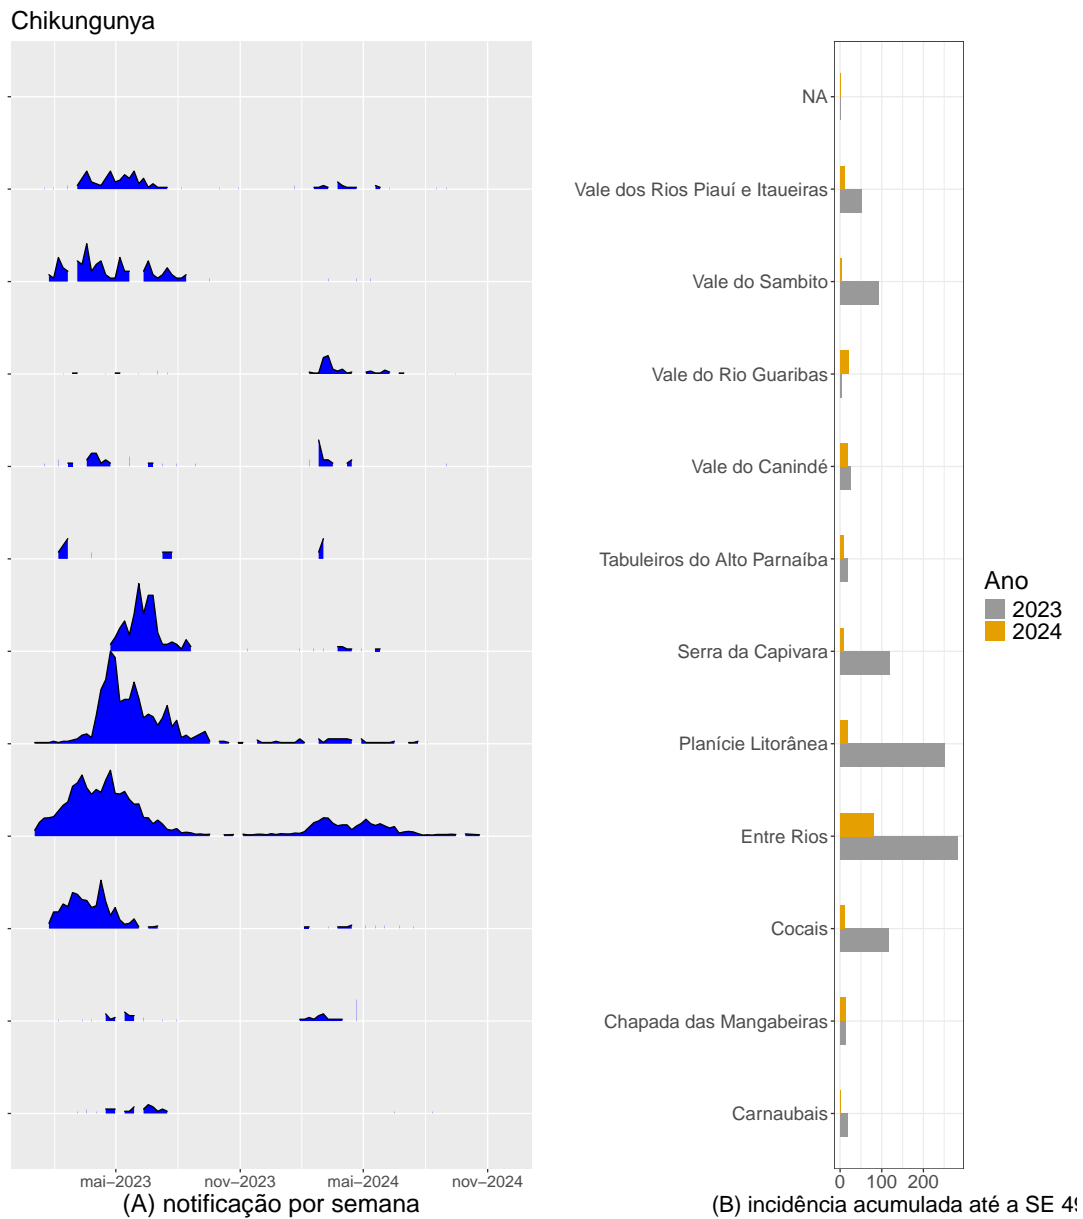 Chikungunya
NA
Vale dos Rios Piauí e Itaueiras
Vale do Sambito
Vale do Rio Guaribas
Vale do Canindé
Tabuleiros do Alto Parnaíba
Serra da Capivara
Planície Litorânea
Entre Rios
Cocais
Chapada das Mangabeiras
Carnaubais
Ano
2023
2024
mai–2023 nov–2023 mai–2024 nov–2024
0 100 200
(A) notificação por semana
(B) incidência acumulada até a SE 49